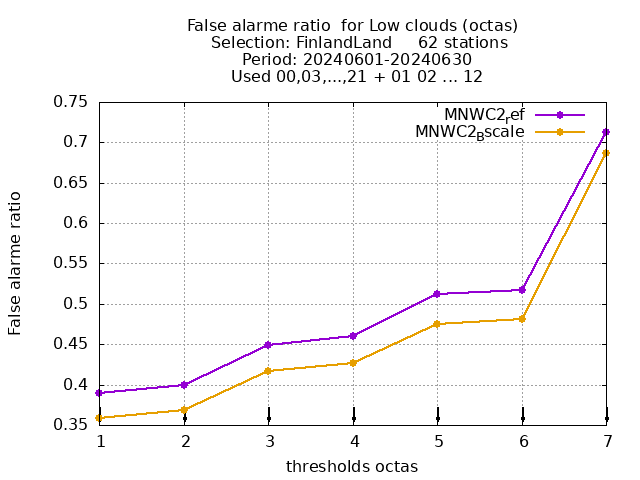 False alarme ratio  for Low clouds (octas)
Selection: FinlandLand     62 stations
Period: 20240601-20240630
Used 00,03,...,21 + 01 02 ... 12
MNWC2ref
MNWC2Bscale
0.75
0.7
0.65
0.6
0.55
0.5
0.45
0.4
0.35
False alarme ratio
1 2 3 4 5 6 7
thresholds octas